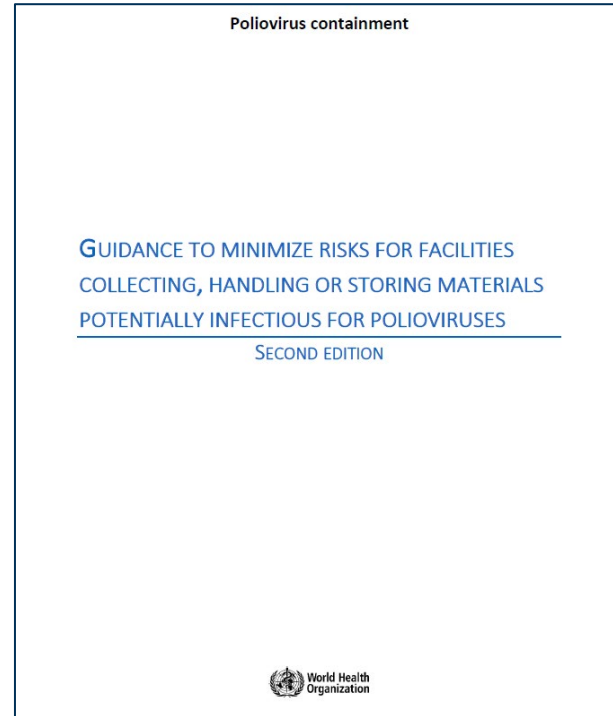 Poliovirus containment
GUIDANCE TO MINIMIZE RISKS FOR FACILITIES
COLLECTING, HANDLING OR STORING MATERIALS
POTENTIALLY INFECTIOUS FOR POLIOVIRUSES
SECOND EDITION
World Health
Organization